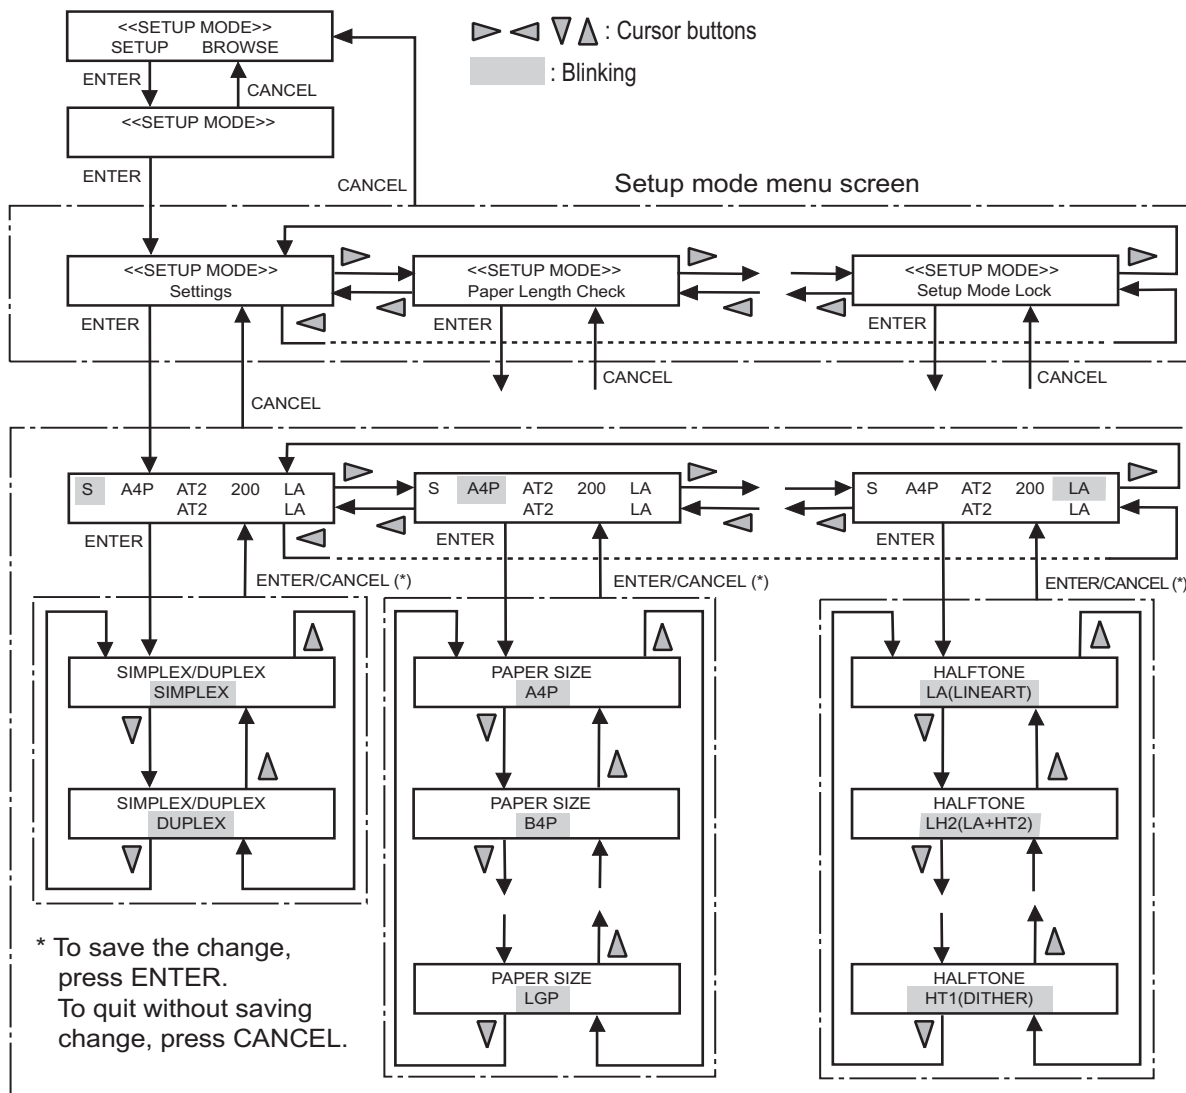 <<SETUP MODE>>
SETUP BROWSE
: Cursor buttons
: Blinking
ENTER
CANCEL
<<SETUP MODE>>
ENTER
CANCEL
Setup mode menu screen
<<SETUP MODE>>
Settings
<<SETUP MODE>>
Paper Length Check
<<SETUP MODE>>
Setup Mode Lock
ENTER
ENTER
ENTER
CANCEL
CANCEL
CANCEL
S A4P AT2 200 LA
AT2 LA
S A4P AT2 200 LA
AT2 LA
S A4P AT2 200 LA
AT2 LA
ENTER
ENTER
ENTER
ENTER/CANCEL (*)
ENTER/CANCEL (*)
ENTER/CANCEL (*)
SIMPLEX/DUPLEX
SIMPLEX
SIMPLEX/DUPLEX
DUPLEX
PAPER SIZE
A4P
PAPER SIZE
B4P
PAPER SIZE
LGP
HALFTONE
LA(LINEART)
HALFTONE
LH2(LA+HT2)
HALFTONE
HT1(DITHER)
* To save the change,
press ENTER.
To quit without saving
change, press CANCEL.